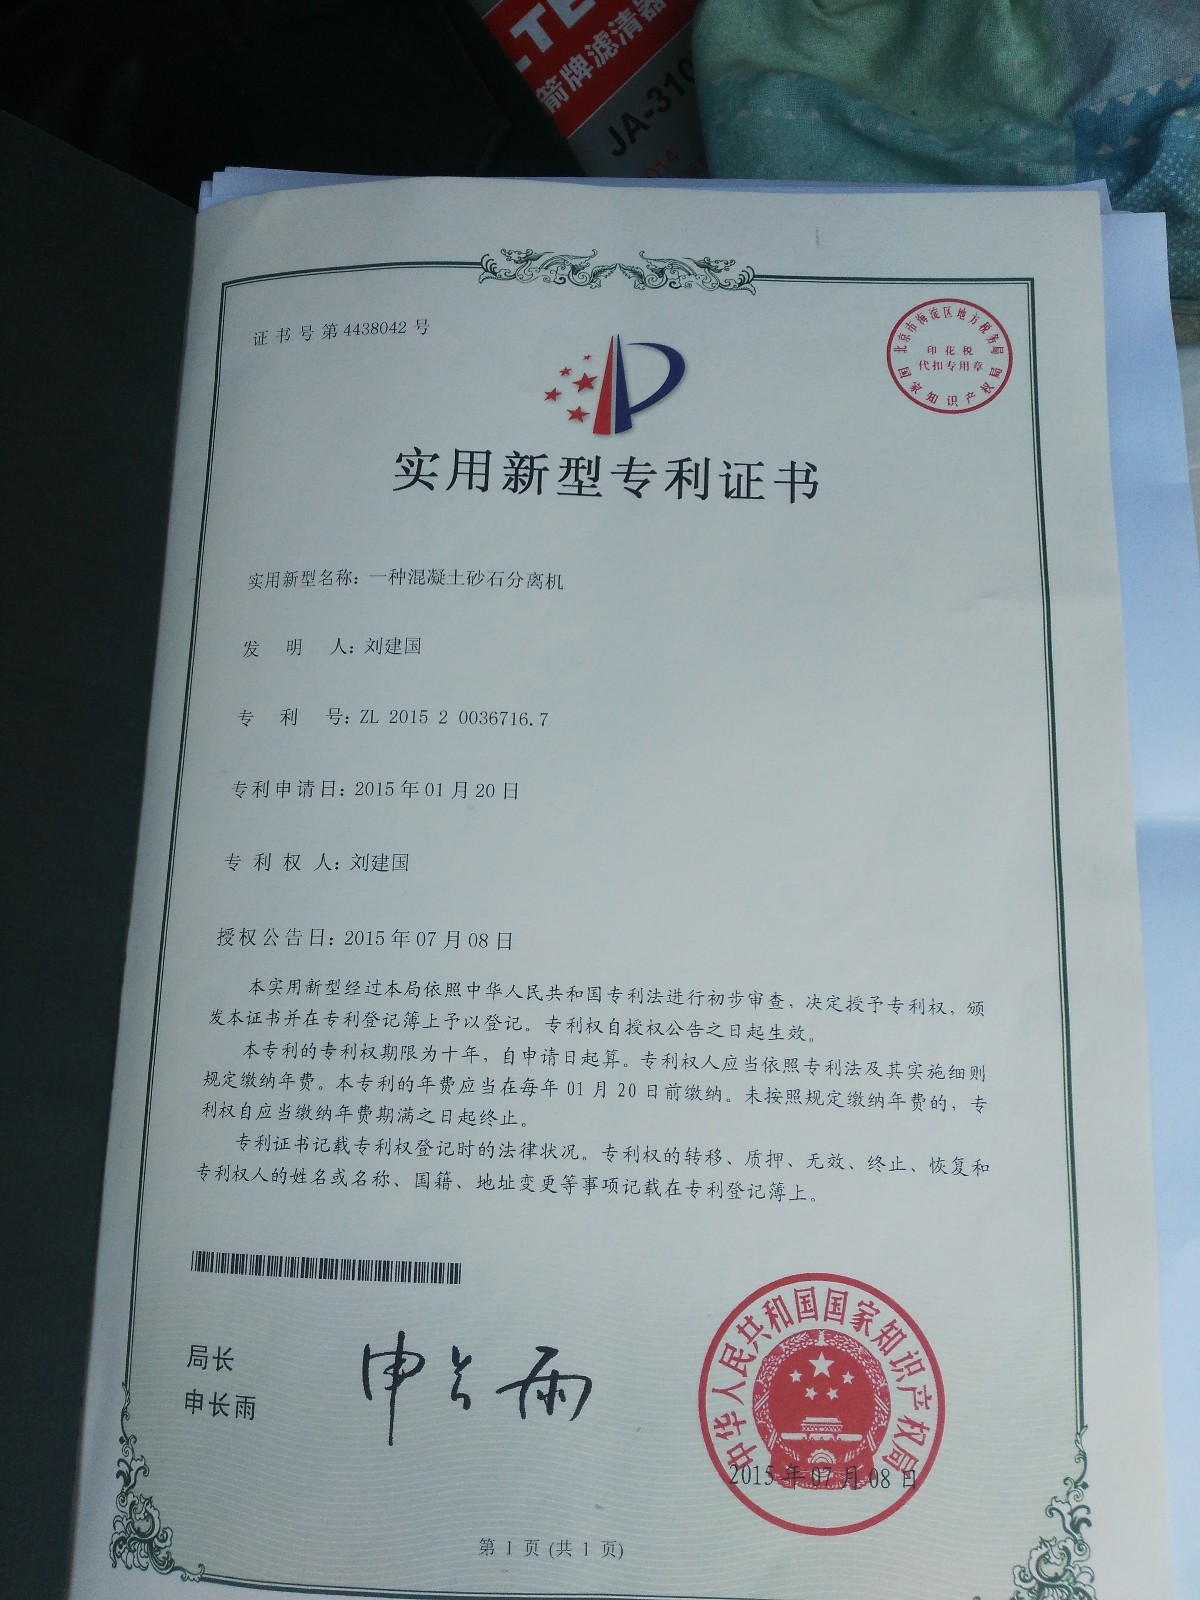 LTE
箭牌滤清器
JA-310
2014
证书号第4438042号
北京市海淀区地方税务局
印花税
代扣专用章
国家知识产权局
实用新型专利证书
实用新型名称：一种混凝土砂石分离机
发明人：刘建国
专利号：ZL 2015 2 0036716.7
专利申请日：2015年01月20日
专利权人：刘建国
授权公告日：2015年07月08日
本实用新型经过本局依照中华人民共和国专利法进行初步审查，决定授予专利权，颁
发本证书并在专利登记簿上予以登记。专利权自授权公告之日起生效。
本专利的专利权期限为十年，自申请日起算。专利权人应当依照专利法及其实施细则
规定缴纳年费。本专利的年费应当在每年01月20日前缴纳。未按照规定缴纳年费的，专
利权自应当缴纳年费期满之日起终止。
专利证书记载专利权登记时的法律状况。专利权的转移、质押、无效、终止、恢复和
专利权人的姓名或名称、国籍、地址变更等事项记载在专利登记簿上。
局长
申长雨
申长雨
中华人民共和国国家知识产权局
2015年07月08日
第1页(共1页)